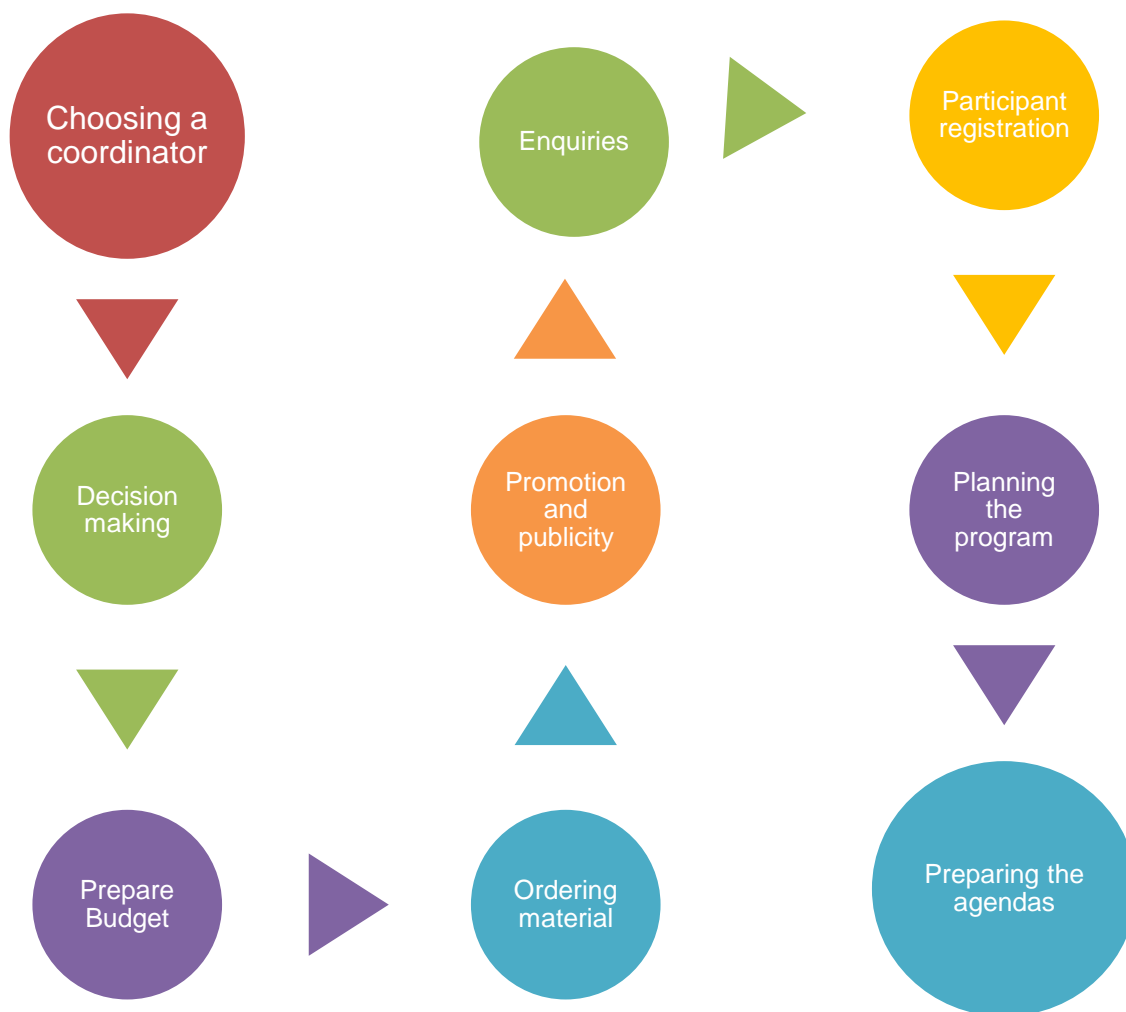 Choosing a
coordinator
Decision
making
Prepare
Budget
Ordering
material
Promotion
and
publicity
Enquiries
Participant
registration
Planning
the
program
Preparing the
agendas